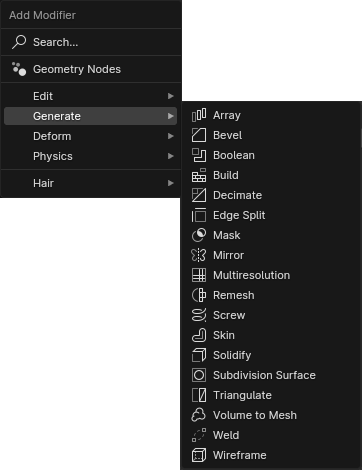 Add Modifier
Search...
Geometry Nodes
Edit
Generate
Deform
Physics
Hair
Array
Bevel
Boolean
Build
Decimate
Edge Split
Mask
Mirror
Multiresolution
Remesh
Screw
Skin
Solidify
Subdivision Surface
Triangulate
Volume to Mesh
Weld
Wireframe